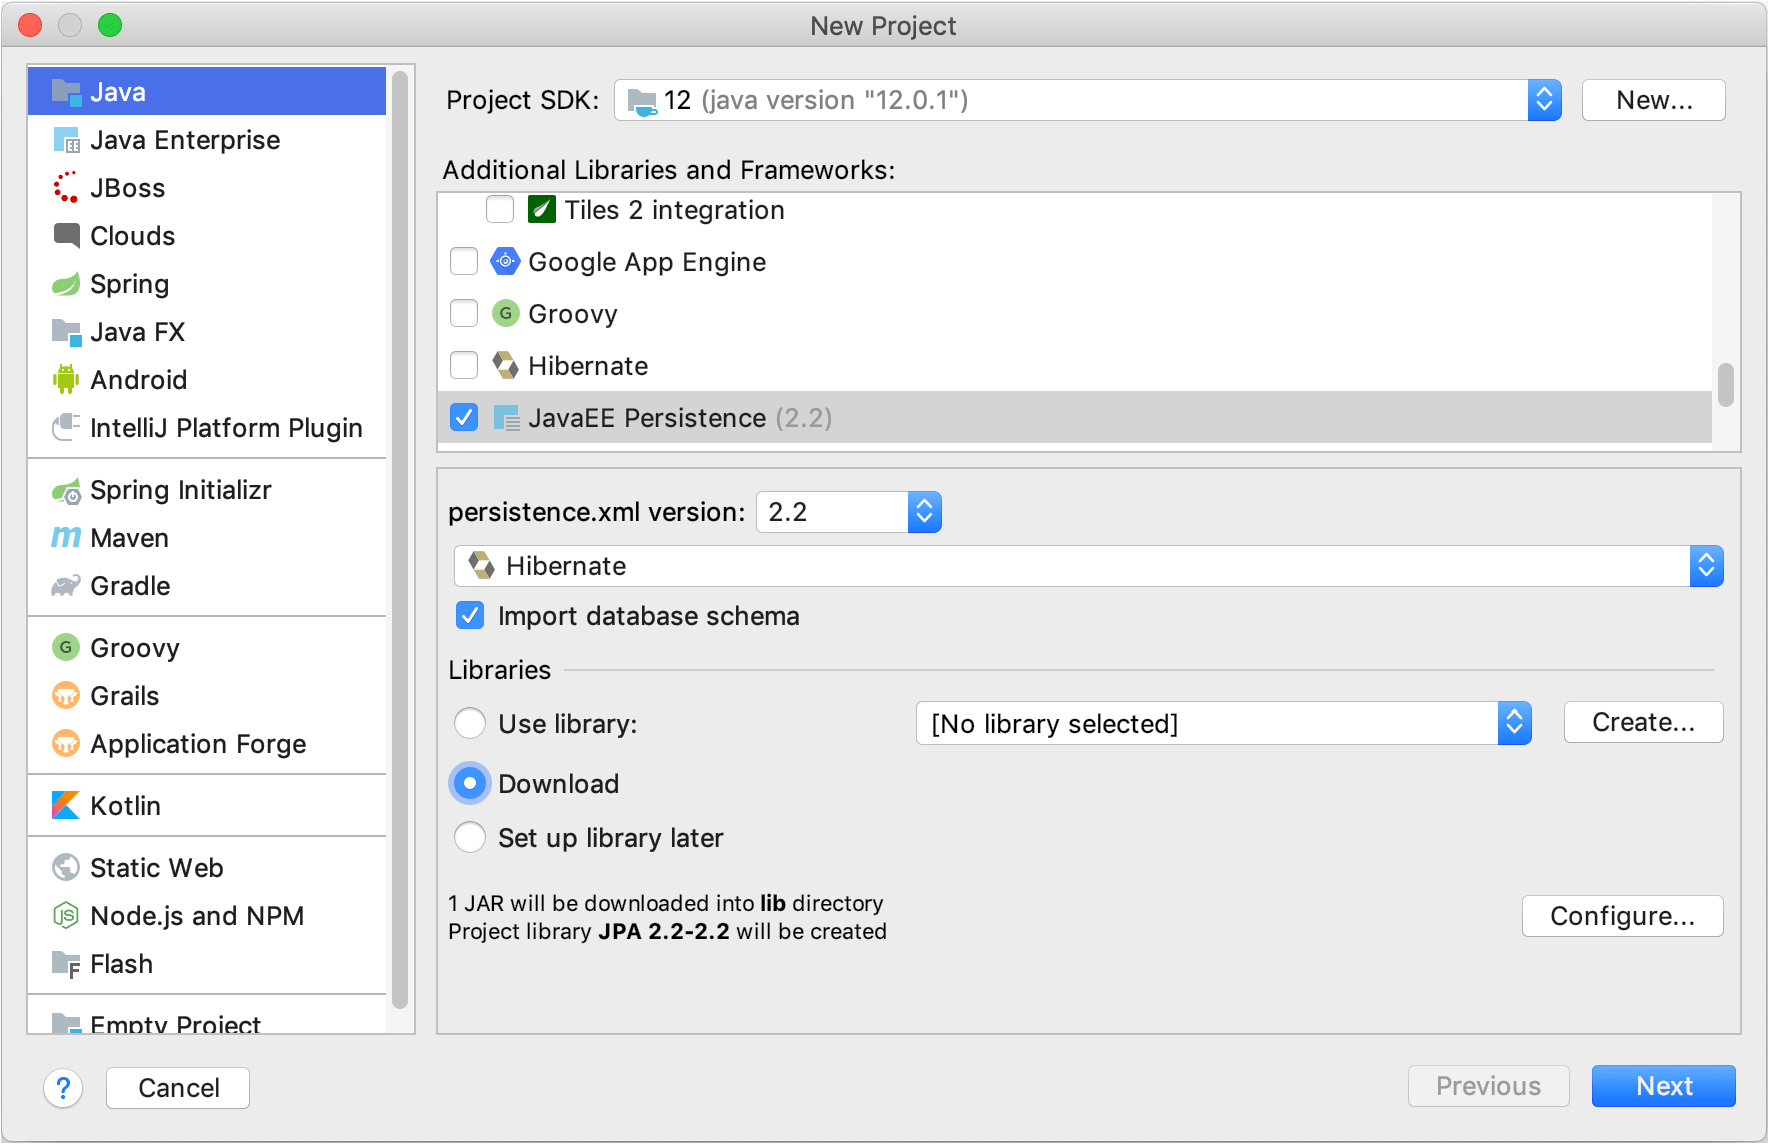 New Project
Java
Java Enterprise
JBoss
Clouds
Spring
Java FX
Android
IntelliJ Platform Plugin
Spring Initializr
Maven
Gradle
G Groovy
Grails
Application Forge
Kotlin
Static Web
Node.js and NPM
Flash
Empty Project
Project SDK: 12 (java version "12.0.1") New...
Additional Libraries and Frameworks:
Tiles 2 integration
Google App Engine
G Groovy
Hibernate
JavaEE Persistence (2.2)
persistence.xml version: 2.2
Hibernate
Import database schema
Libraries
Use library: [No library selected] Create...
Download
Set up library later
1 JAR will be downloaded into lib directory
Project library JPA 2.2-2.2 will be created
Configure...
? Cancel Previous Next